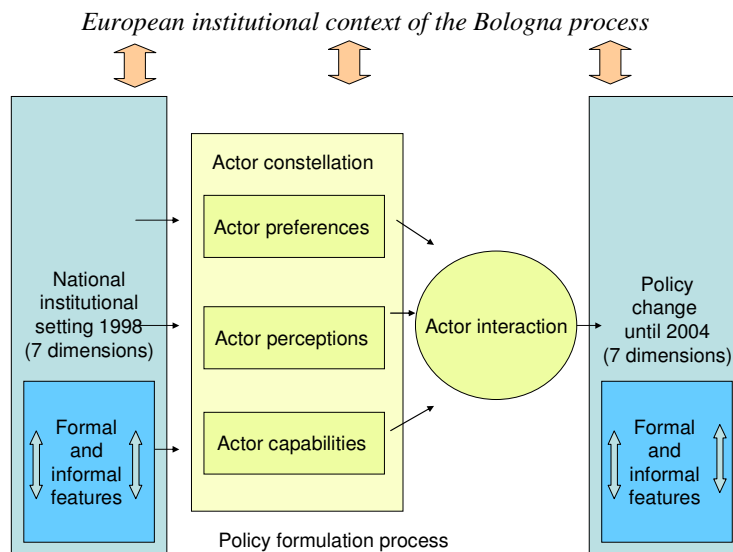 European institutional context of the Bologna process
National
institutional
setting 1998
(7 dimensions)
Formal
and
informal
features
Actor constellation
Actor preferences
Actor perceptions
Actor capabilities
Policy formulation process
Actor interaction
Policy
change
until 2004
(7 dimensions)
Formal
and
informal
features